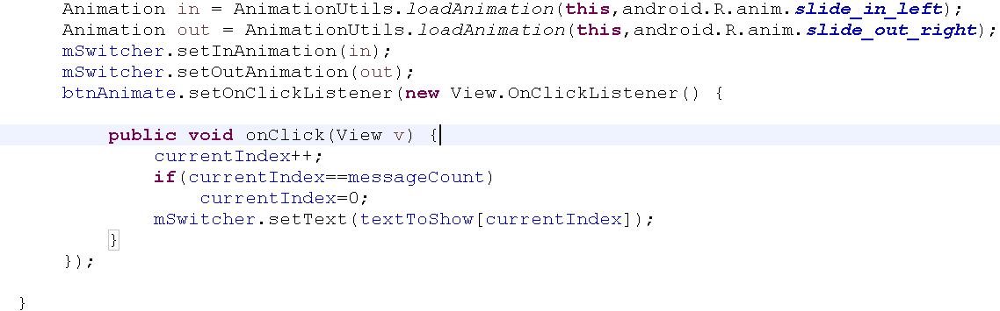 Animation in = AnimationUtils.loadAnimation(this,android.R.anim.slide_in_left);
Animation out = AnimationUtils.loadAnimation(this,android.R.anim.slide_out_right);
mSwitcher.setInAnimation(in);
mSwitcher.setOutAnimation(out);
btnAnimate.setOnClickListener(new View.OnClickListener() {
public void onClick(View v) {
currentIndex++;
if(currentIndex==messageCount)
currentIndex=0;
mSwitcher.setText(textToShow[currentIndex]);
}
});
}